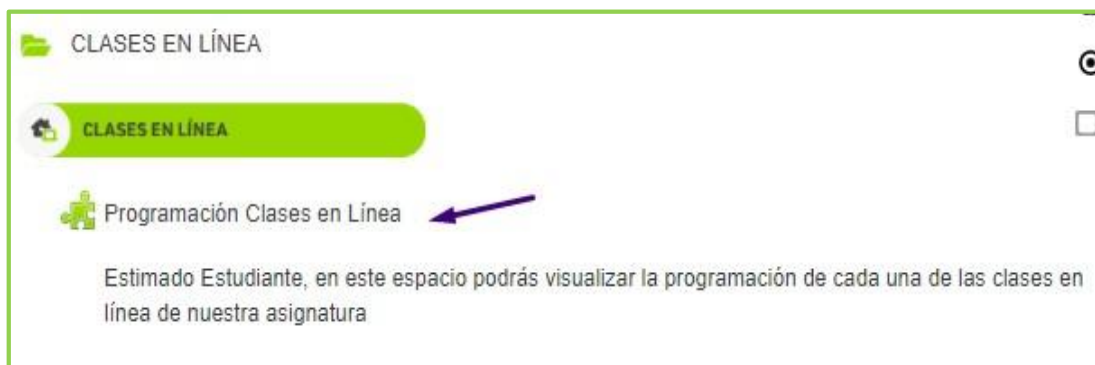 CLASES EN LÍNEA
CLASES EN LÍNEA
Programación Clases en Línea
Estimado Estudiante, en este espacio podrás visualizar la programación de cada una de las clases en
línea de nuestra asignatura